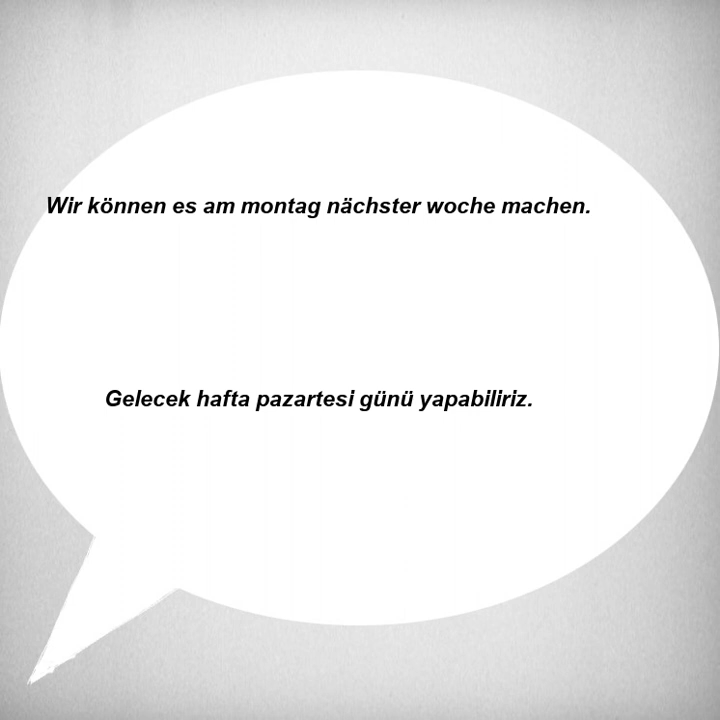 Wir können es am montag nächster woche machen.
Gelecek hafta pazartesi günü yapabiliriz.